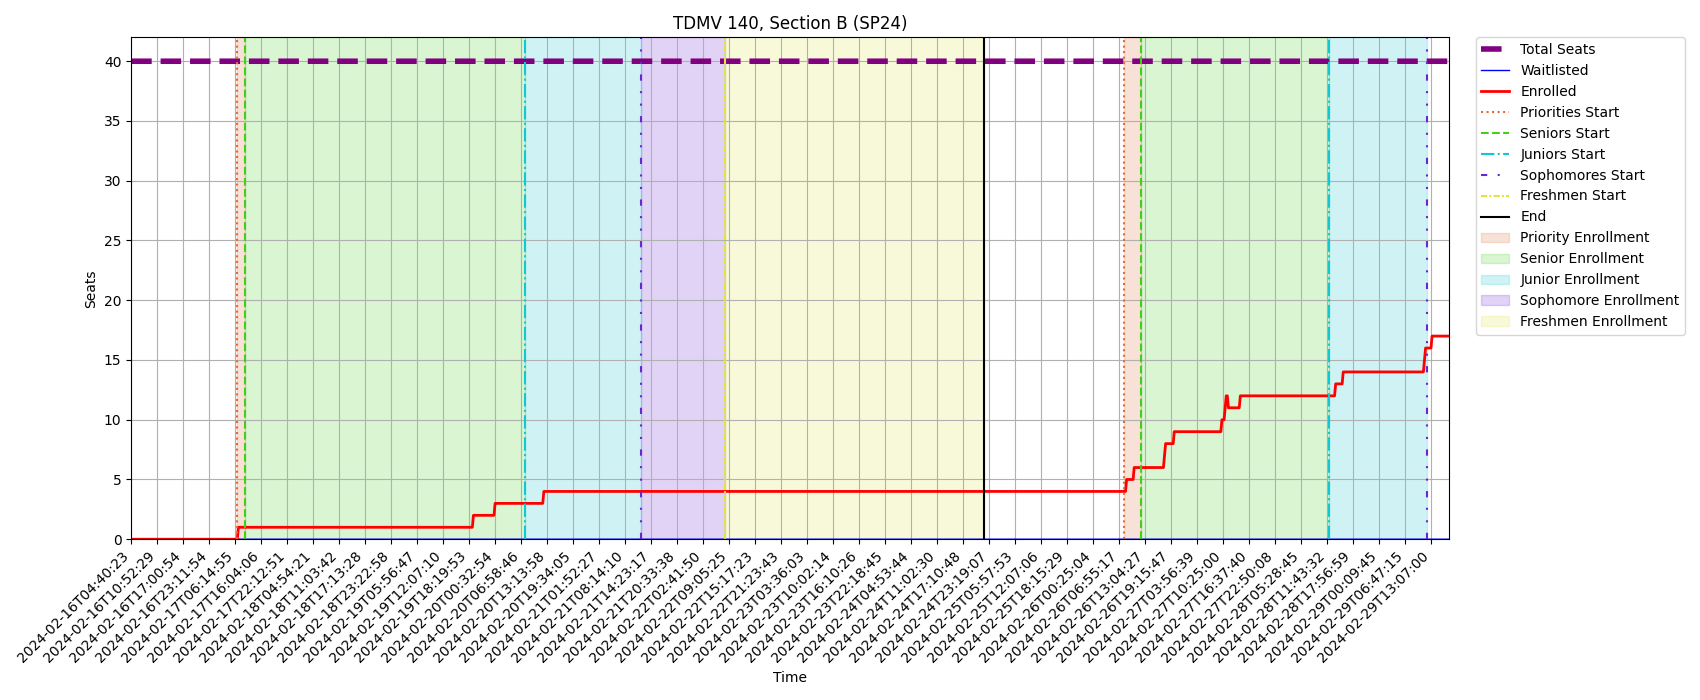 TDMV 140, Section B (SP24)
Seats
40
35
30
25
20
15
10
5
0
2024-02-16T04:40:23
2024-02-16T10:52:29
2024-02-16T17:00:54
2024-02-16T23:11:54
2024-02-17T06:14:55
2024-02-17T16:04:06
2024-02-17T22:12:51
2024-02-18T04:54:21
2024-02-18T11:03:42
2024-02-18T17:13:28
2024-02-18T23:22:58
2024-02-19T05:56:47
2024-02-19T12:07:10
2024-02-19T18:19:53
2024-02-20T00:32:54
2024-02-20T06:58:46
2024-02-20T13:13:58
2024-02-20T19:34:05
2024-02-21T01:52:27
2024-02-21T08:14:10
2024-02-21T14:23:17
2024-02-21T20:33:38
2024-02-22T02:41:50
2024-02-22T09:05:25
2024-02-22T15:17:23
2024-02-22T21:23:43
2024-02-23T03:36:03
2024-02-23T10:02:14
2024-02-23T16:10:26
2024-02-23T22:18:45
2024-02-24T04:53:44
2024-02-24T11:02:30
2024-02-24T17:10:48
2024-02-24T23:19:07
2024-02-25T05:57:53
2024-02-25T12:07:06
2024-02-25T18:15:29
2024-02-26T00:25:04
2024-02-26T06:55:17
2024-02-26T13:04:27
2024-02-26T19:15:47
2024-02-27T03:56:39
2024-02-27T10:25:00
2024-02-27T16:37:40
2024-02-27T22:50:08
2024-02-28T05:28:45
2024-02-28T11:43:32
2024-02-28T17:56:59
2024-02-29T00:09:45
2024-02-29T06:47:15
2024-02-29T13:07:00
Time
Total Seats
Waitlisted
Enrolled
Priorities Start
Seniors Start
Juniors Start
Sophomores Start
Freshmen Start
End
Priority Enrollment
Senior Enrollment
Junior Enrollment
Sophomore Enrollment
Freshmen Enrollment